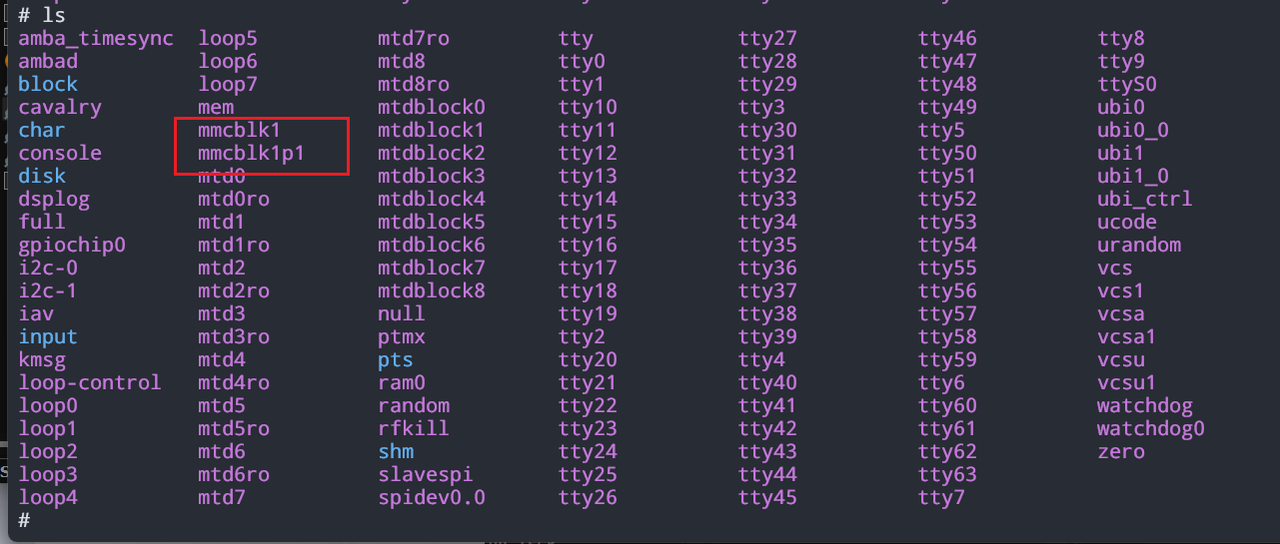 # ls
amba_timesync loop5 mtd7ro tty tty27 tty46 tty8
ambad loop6 mtd8 tty0 tty28 tty47 tty9
block loop7 mtd8ro tty1 tty29 tty48 ttyS0
cavalry mem mtdblock0 tty10 tty3 tty49 ubi0
char mmcblk1 mtdblock1 tty11 tty30 tty5 ubi0_0
console mmcblk1p1 mtdblock2 tty12 tty31 tty50 ubi1
disk mtd0 mtdblock3 tty13 tty32 tty51 ubi1_0
dsplog mtd0ro mtdblock4 tty14 tty33 tty52 ubi_ctrl
full mtd1 mtdblock5 tty15 tty34 tty53 ucode
gpiochip0 mtd1ro mtdblock6 tty16 tty35 tty54 urandom
i2c-0 mtd2 mtdblock7 tty17 tty36 tty55 vcs
i2c-1 mtd2ro mtdblock8 tty18 tty37 tty56 vcs1
iav mtd3 null tty19 tty38 tty57 vcsa
input mtd3ro ptmx tty2 tty39 tty58 vcsa1
kmsg mtd4 pts tty20 tty4 tty59 vcsu
loop-control mtd4ro ram0 tty21 tty40 tty6 vcsu1
loop0 mtd5 random tty22 tty41 tty60 watchdog
loop1 mtd5ro rfkill tty23 tty42 tty61 watchdog0
loop2 mtd6 shm tty24 tty43 tty62 zero
loop3 mtd6ro slavespi tty25 tty44 tty63
loop4 mtd7 spidev0.0 tty26 tty45 tty7
#